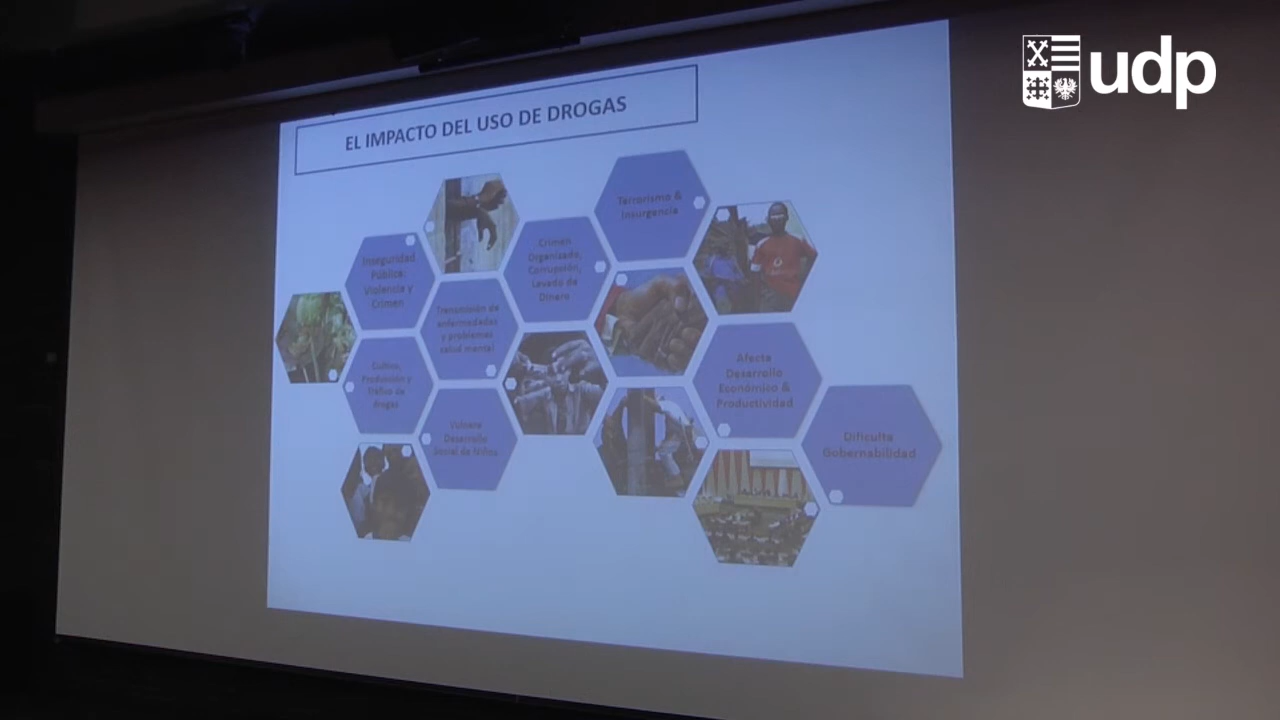 udp
EL IMPACTO DEL USO DE DROGAS
Terrorismo &
Insurgencia
Crimen
Organizado,
Corrupción,
Lavado de
Dinero
Inseguridad
Pública:
Violencia y
Crimen
Transmisión de
enfermedades
y problemas
salud mental
Cultivo,
Producción y
Tráfico de
drogas
Vulnera
Desarrollo
Social de Niños
Afecta
Desarrollo
Económico &
Productividad
Dificulta
Gobernabilidad